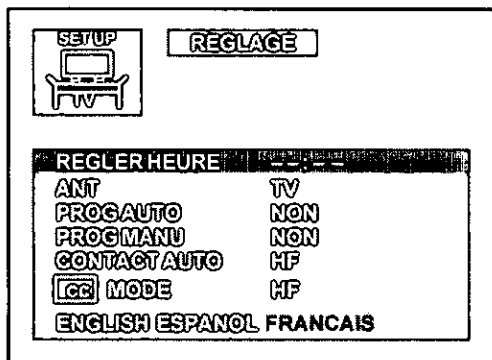 SET UP
REGLAGE
TV
REGLER HEURE --:--
ANT TV
PROG AUTO NON
PROG MANU NON
CONTACT AUTO HF
CC MODE HF
ENGLISH ESPANOL FRANCAIS